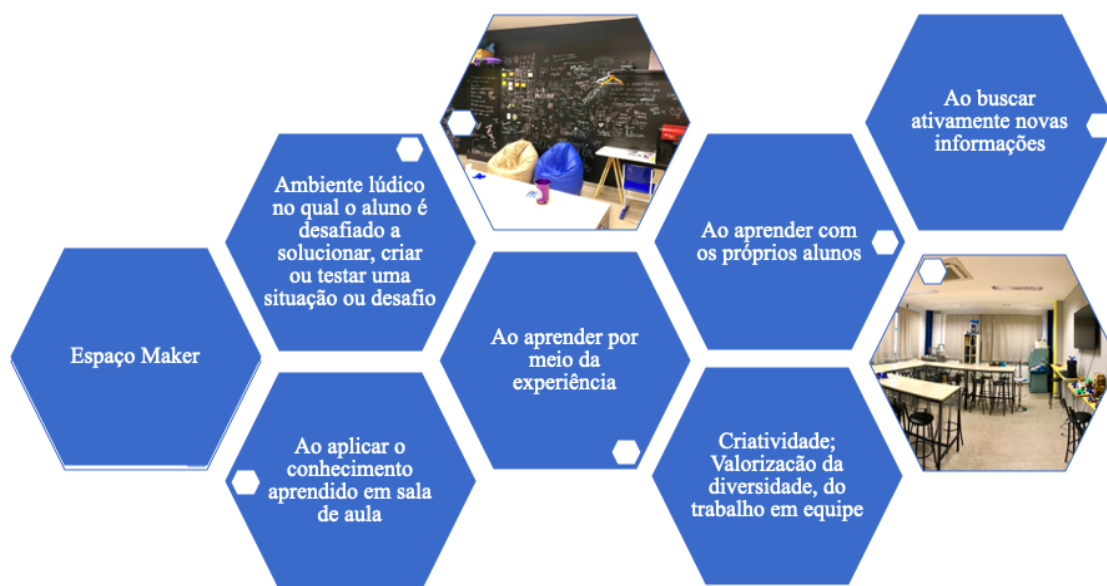 Espaço Maker
Ambiente lúdico
no qual o aluno é
desafiado a
solucionar, criar
ou testar uma
situação ou desafio
Ao aplicar o
conhecimento
aprendido em sala
de aula
Ao aprender por
meio da
experiência
Ao aprender com
os próprios alunos
Criatividade;
Valorizacão da
diversidade, do
trabalho em equipe
Ao buscar
ativamente novas
informações